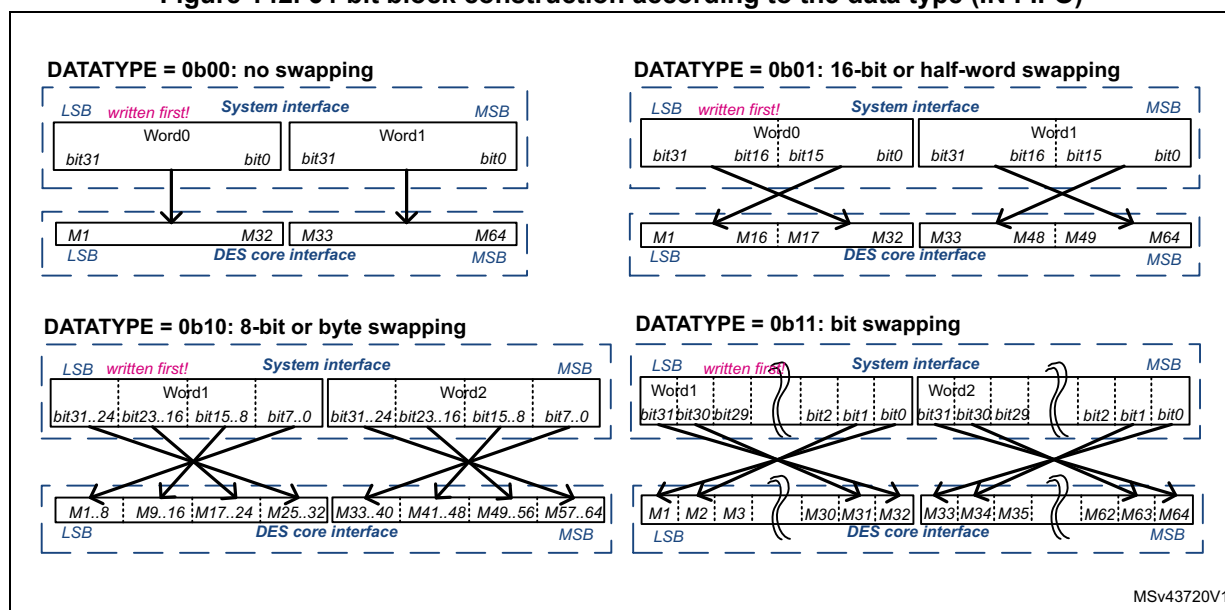 DATATYPE = 0b00: no swapping
LSB written first! System interface MSB
Word0 Word1
bit31 bit0 bit31 bit0
M1 M32 M33 M64
LSB DES core interface MSB
DATATYPE = 0b01: 16-bit or half-word swapping
LSB written first! System interface MSB
Word0 Word1
bit31 bit16 bit15 bit0 bit31 bit16 bit15 bit0
M1 M16 M17 M32 M33 M48 M49 M64
LSB DES core interface MSB
DATATYPE = 0b10: 8-bit or byte swapping
LSB written first! System interface MSB
Word1 Word2
bit31..24 bit23..16 bit15..8 bit7..0 bit31..24 bit23..16 bit15..8 bit7..0
M1..8 M9..16 M17..24 M25..32 M33..40 M41..48 M49..56 M57..64
LSB DES core interface MSB
DATATYPE = 0b11: bit swapping
LSB written first! System interface MSB
Word1 Word2
bit31 bit30 bit29 bit2 bit1 bit0 bit31 bit30 bit29 bit2 bit1 bit0
M1 M2 M3 M30 M31 M32 M33 M34 M35 M62 M63 M64
LSB DES core interface MSB
MSv43720V1